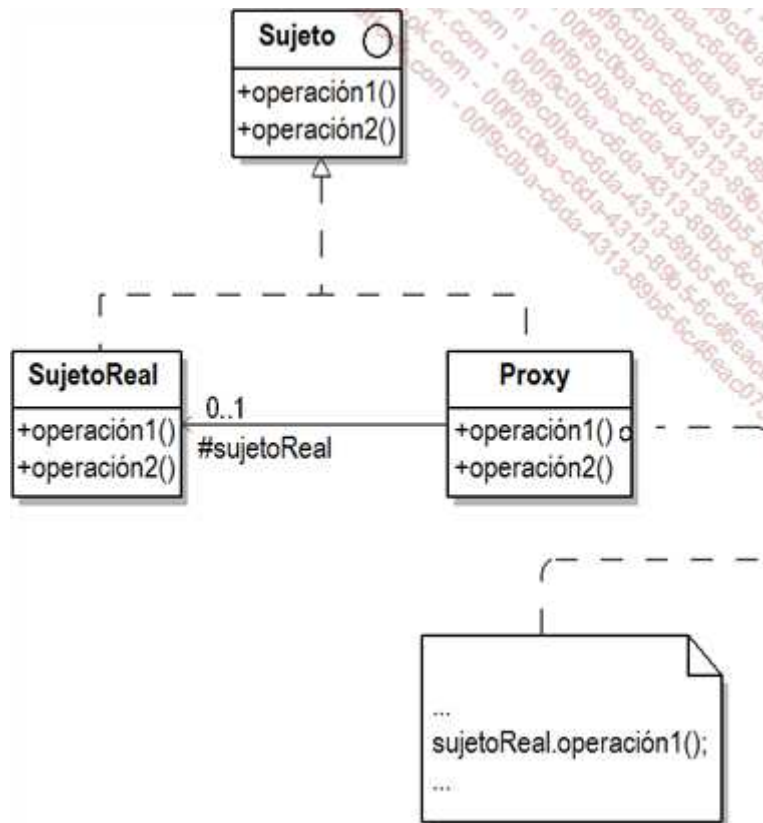 Sujeto
+operación1()
+operación2()
SujetoReal
+operación1()
+operación2()
0..1
#sujetoReal
Proxy
+operación1()
+operación2()
...
sujetoReal.operación1();
...